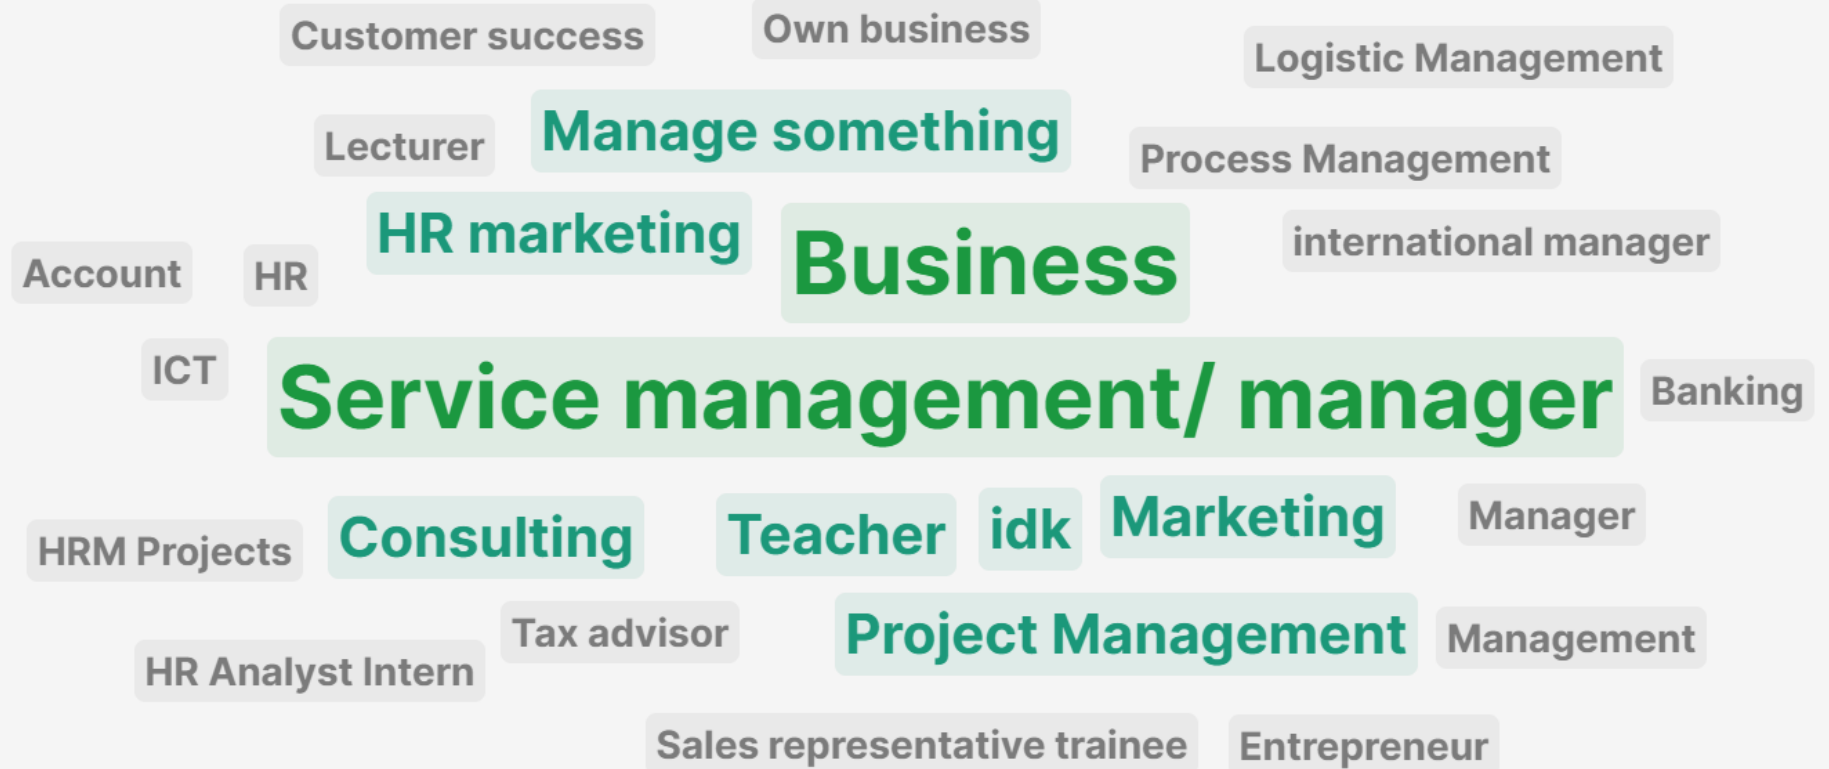 Customer success
Own business
Logistic Management
Lecturer
Manage something
Process Management
HR marketing
Business
international manager
Account
HR
ICT
Service management/ manager
Banking
HRM Projects
Consulting
Teacher
idk
Marketing
Manager
HR Analyst Intern
Tax advisor
Project Management
Management
Sales representative trainee
Entrepreneur